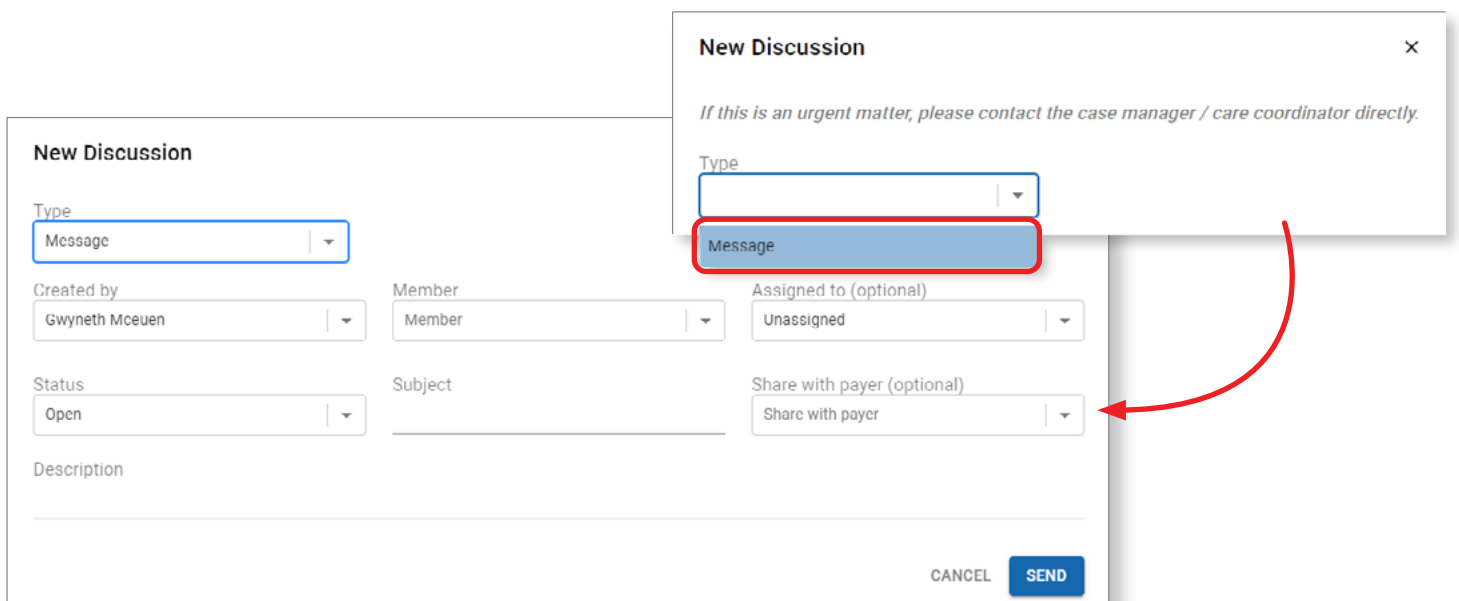 New Discussion
If this is an urgent matter, please contact the case manager / care coordinator directly.
Type
Message
New Discussion
Type
Message
Created by Member Assigned to (optional)
Gwyneth Mceuen Member Unassigned
Status Subject Share with payer (optional)
Open Share with payer
Description
CANCEL SEND